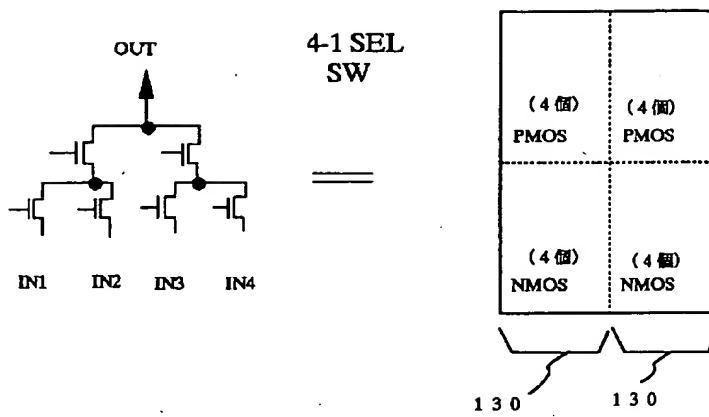 OUT
4-1 SEL
SW
IN1 IN2 IN3 IN4
(4個) (4個)
PMOS PMOS
(4個) (4個)
NMOS NMOS
130 130